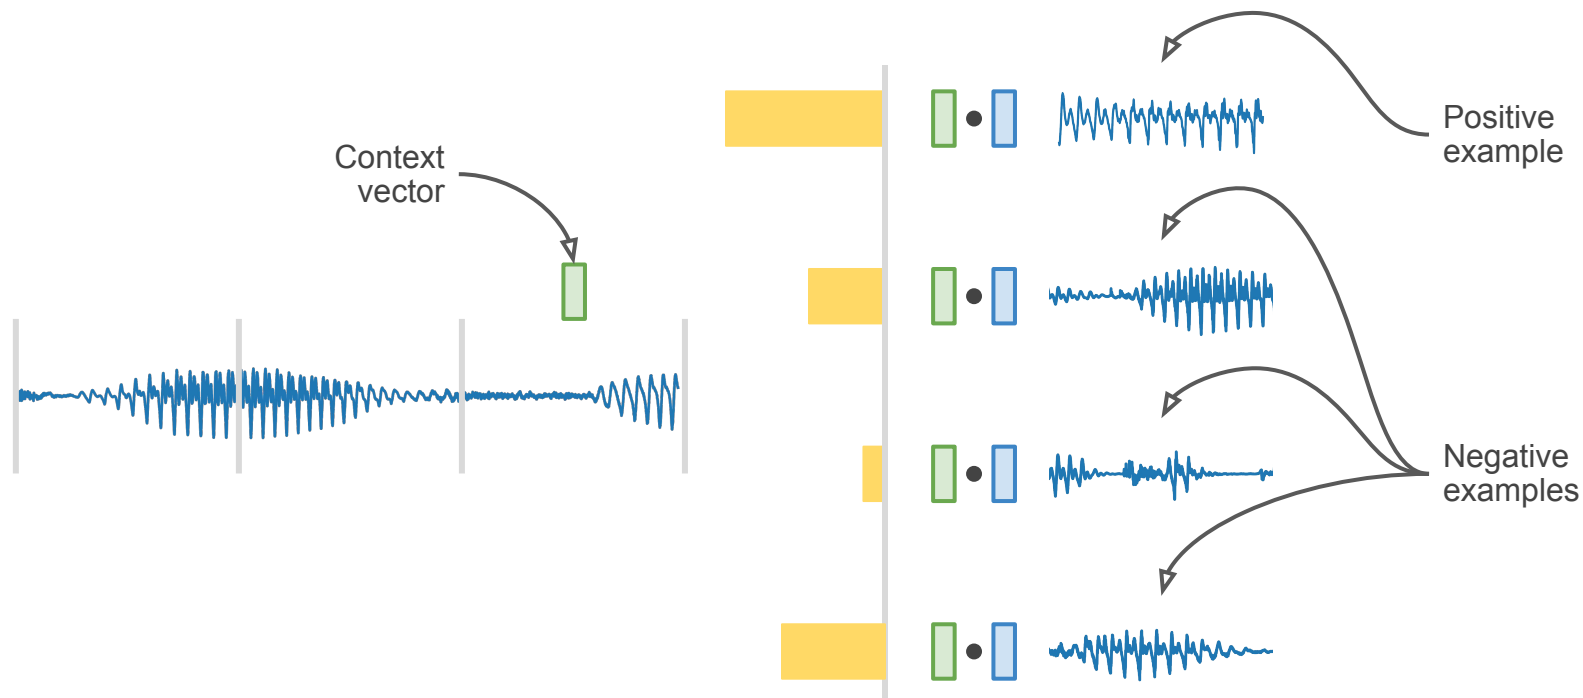 Context
vector
Positive
example
Negative
examples